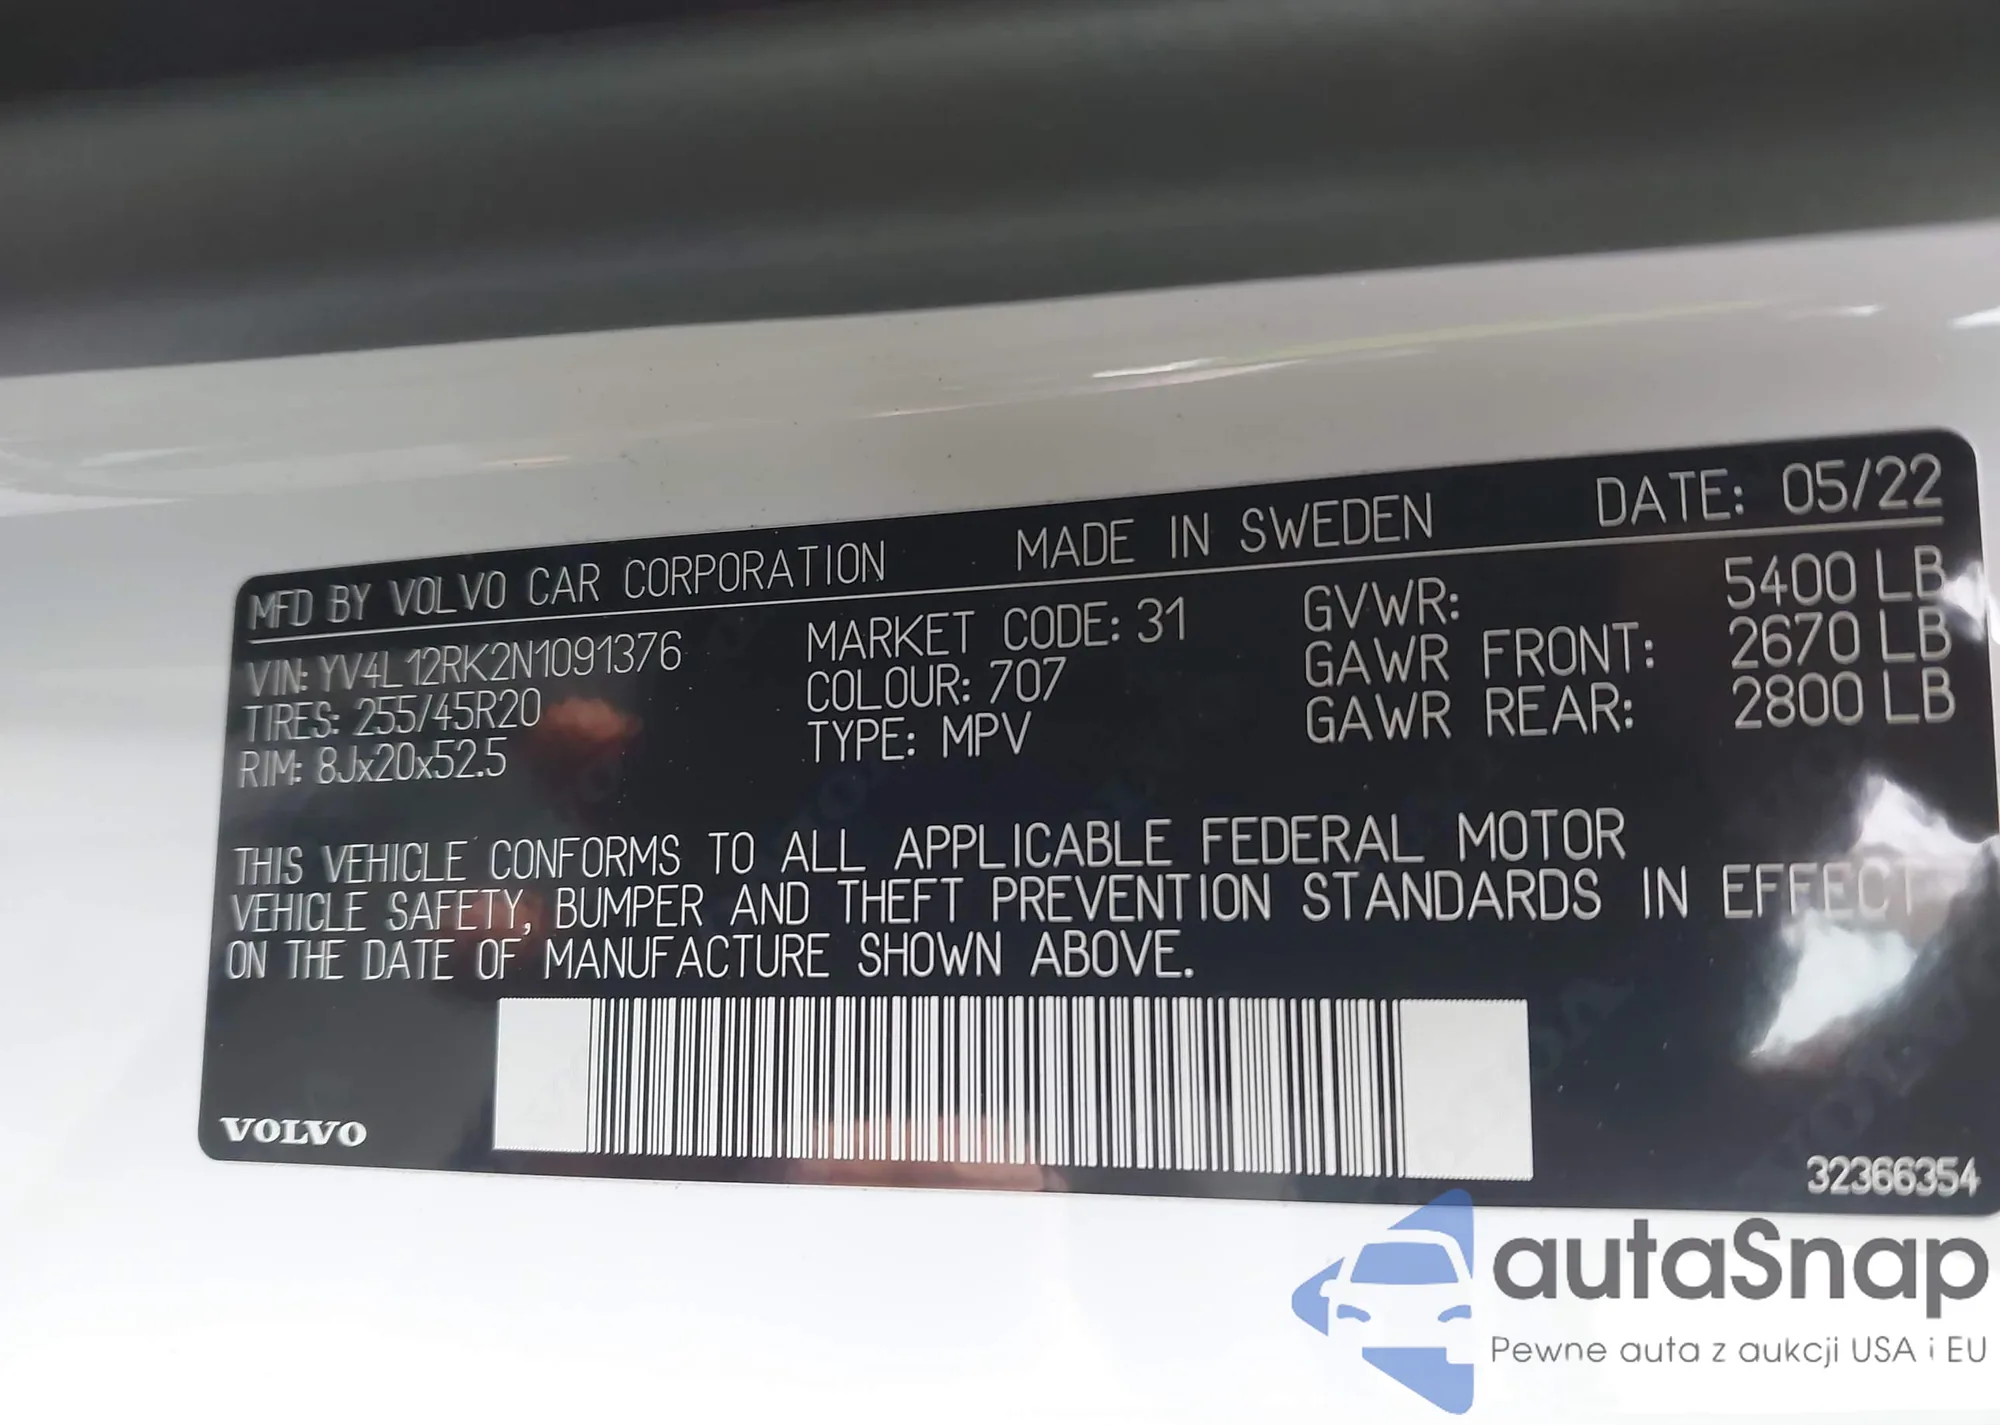 MFD BY VOLVO CAR CORPORATION MADE IN SWEDEN DATE: 05/22
VIN: YV4L12RK2N1091376 MARKET CODE: 31 GVWR: 5400 LB
TIRES: 255/45R20 COLOUR: 707 GAWR FRONT: 2670 LB
RIM: 8Jx20x52.5 TYPE: MPV GAWR REAR: 2800 LB
THIS VEHICLE CONFORMS TO ALL APPLICABLE FEDERAL MOTOR
VEHICLE SAFETY, BUMPER AND THEFT PREVENTION STANDARDS IN EFFECT
ON THE DATE OF MANUFACTURE SHOWN ABOVE.
VOLVO
32366354
autaSnap
Pewne auta z aukcji USA i EU